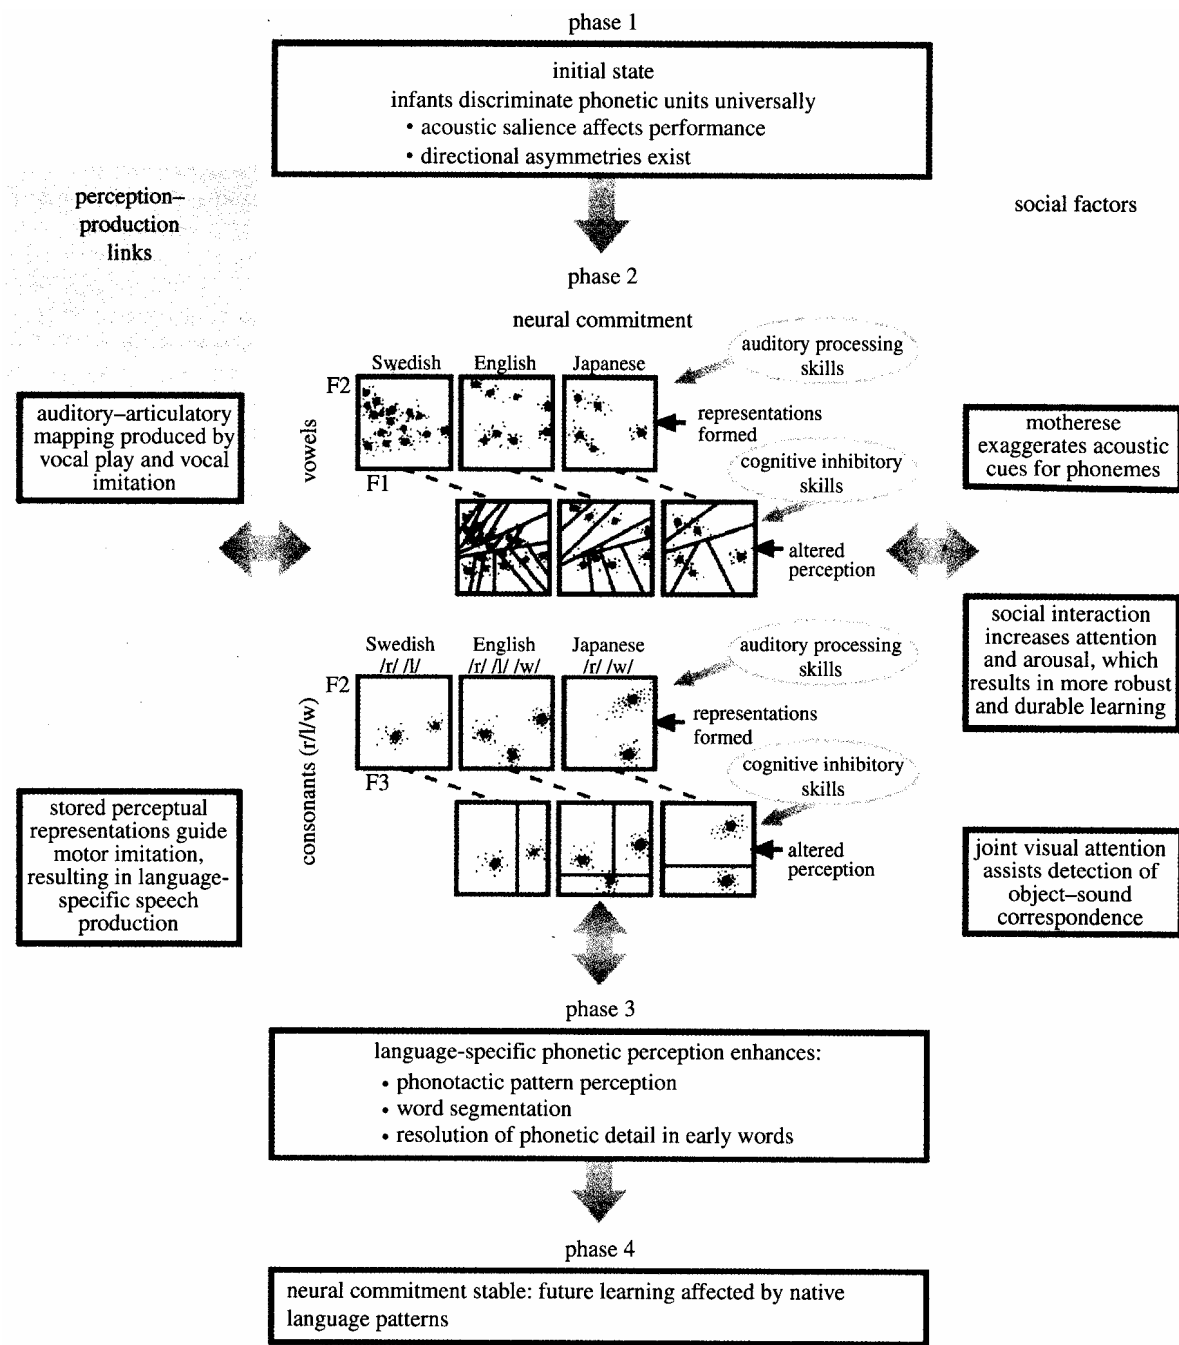 phase 1
initial state
infants discriminate phonetic units universally
• acoustic salience affects performance
• directional asymmetries exist
perception–
production
links
social factors
phase 2
neural commitment
auditory processing
skills
Swedish
English
Japanese
F2
vowels
F1
representations
formed
cognitive inhibitory
skills
altered
perception
auditory–articulatory
mapping produced by
vocal play and vocal
imitation
motherese
exaggerates acoustic
cues for phonemes
social interaction
increases attention
and arousal, which
results in more robust
and durable learning
Swedish
/r/ /l/
English
/r/ /l/ /w/
Japanese
/r/ /w/
auditory processing
skills
F2
consonants (r/l/w)
F3
representations
formed
cognitive inhibitory
skills
altered
perception
stored perceptual
representations guide
motor imitation,
resulting in language-
specific speech
production
joint visual attention
assists detection of
object–sound
correspondence
phase 3
language-specific phonetic perception enhances:
• phonotactic pattern perception
• word segmentation
• resolution of phonetic detail in early words
phase 4
neural commitment stable: future learning affected by native
language patterns